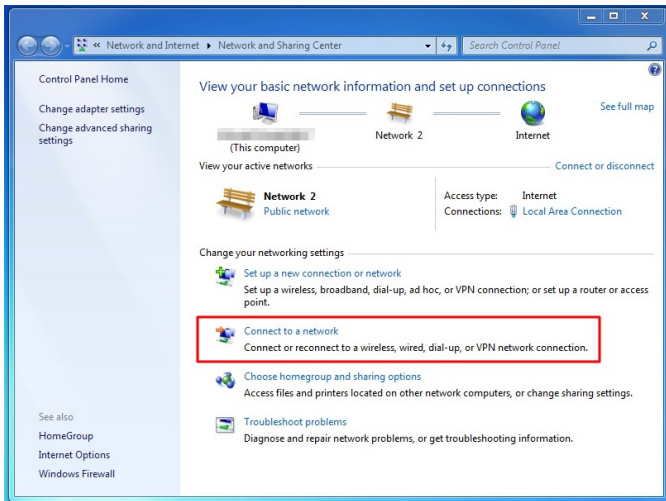 « Network and Internet ▸ Network and Sharing Center
Search Control Panel
Control Panel Home
Change adapter settings
Change advanced sharing
settings
See also
HomeGroup
Internet Options
Windows Firewall
View your basic network information and set up connections
See full map
(This computer)
Network 2
Internet
View your active networks
Connect or disconnect
Network 2
Public network
Access type: Internet
Connections: Local Area Connection
Change your networking settings
Set up a new connection or network
Set up a wireless, broadband, dial-up, ad hoc, or VPN connection; or set up a router or access
point.
Connect to a network
Connect or reconnect to a wireless, wired, dial-up, or VPN network connection.
Choose homegroup and sharing options
Access files and printers located on other network computers, or change sharing settings.
Troubleshoot problems
Diagnose and repair network problems, or get troubleshooting information.